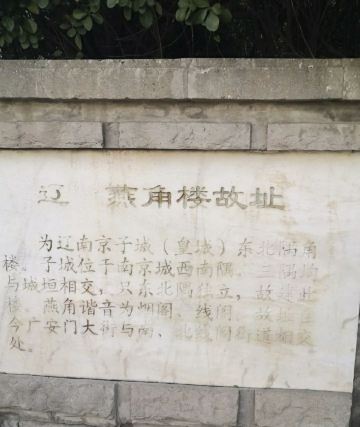 辽 燕角楼故址
为辽南京子城（皇城）东北隅角
楼。子城位于南京城西南隅，三隅均
与城垣相交，只东北隅独立，故建此
楼。燕角谐音为烟阁、线阁，故址在
今广安门大街与南、北线阁街道相交
处。